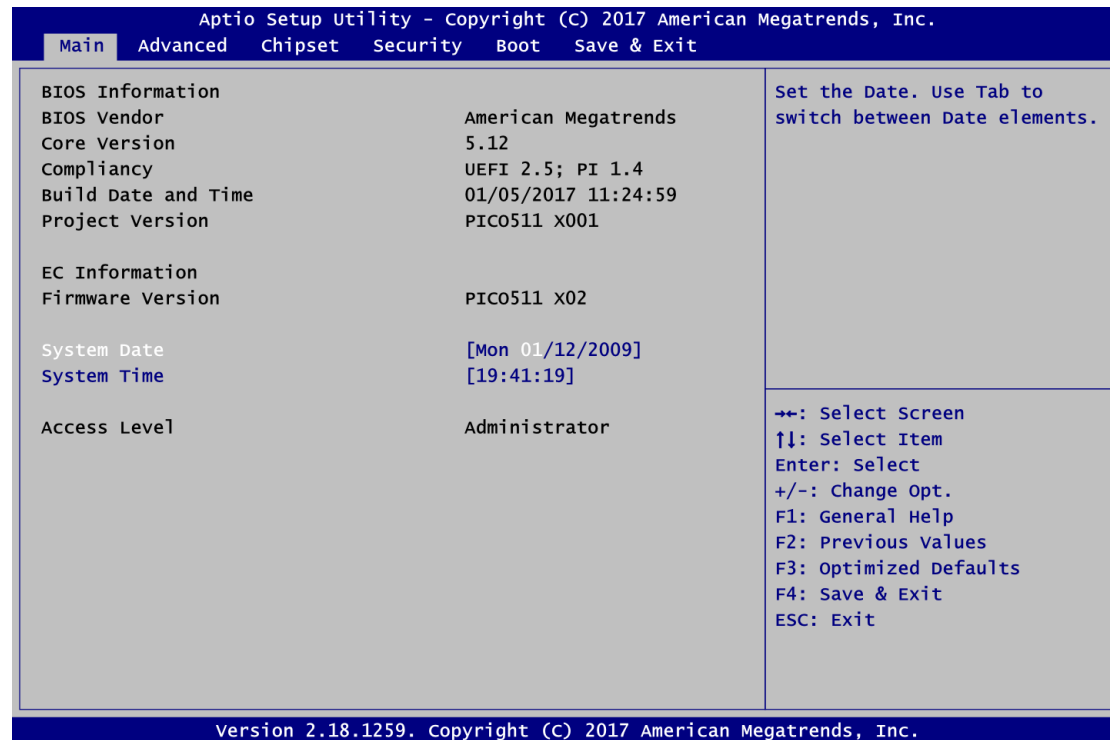 Aptio Setup Utility - Copyright (C) 2017 American Megatrends, Inc.
Main Advanced Chipset Security Boot Save & Exit
BIOS Information
BIOS Vendor American Megatrends
Core Version 5.12
Compliancy UEFI 2.5; PI 1.4
Build Date and Time 01/05/2017 11:24:59
Project Version PICO511 X001
EC Information
Firmware Version PICO511 X02
System Date [Mon 01/12/2009]
System Time [19:41:19]
Access Level Administrator
Set the Date. Use Tab to
switch between Date elements.
→←: Select Screen
↑↓: Select Item
Enter: Select
+/-: Change Opt.
F1: General Help
F2: Previous Values
F3: Optimized Defaults
F4: Save & Exit
ESC: Exit
Version 2.18.1259. Copyright (C) 2017 American Megatrends, Inc.